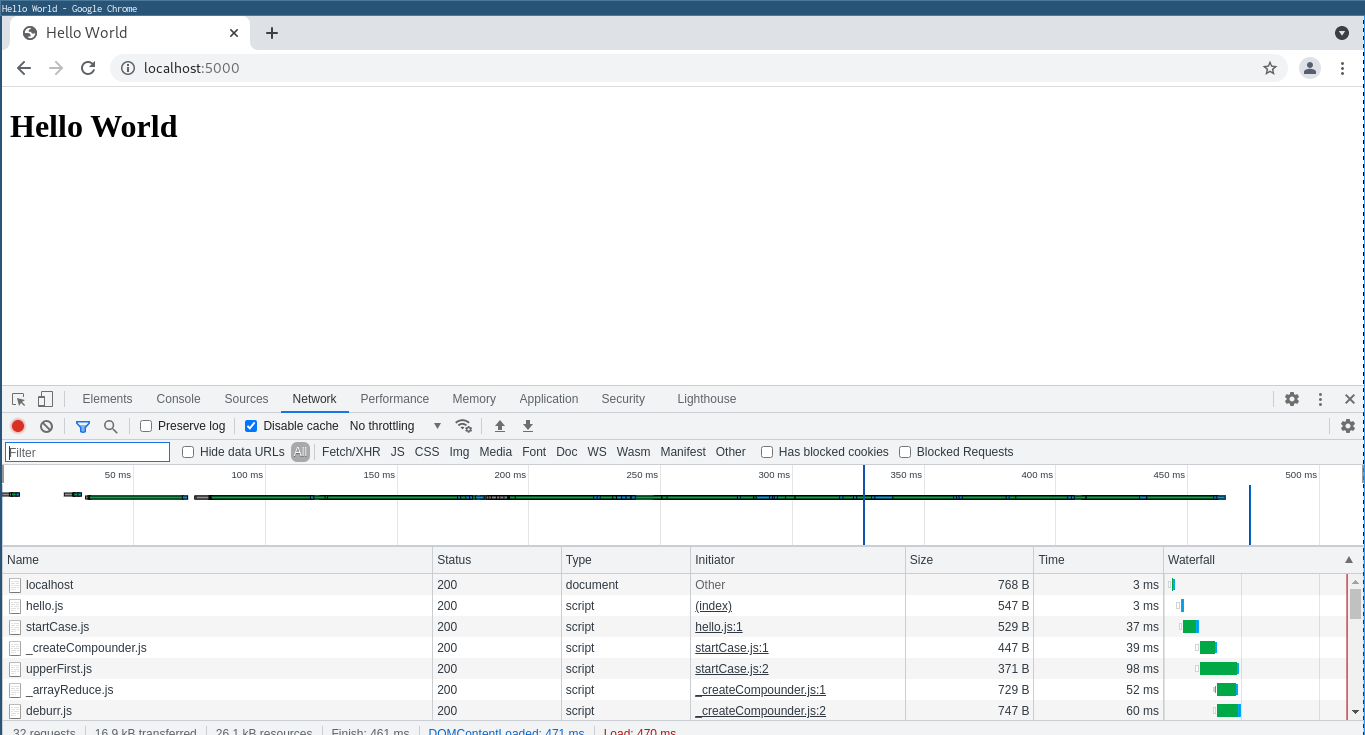 Hello World - Google Chrome
Hello World
localhost:5000
Hello World
Elements Console Sources Network Performance Memory Application Security Lighthouse
Preserve log Disable cache No throttling
Filter Hide data URLs All Fetch/XHR JS CSS Img Media Font Doc WS Wasm Manifest Other Has blocked cookies Blocked Requests
50 ms 100 ms 150 ms 200 ms 250 ms 300 ms 350 ms 400 ms 450 ms 500 ms
Name Status Type Initiator Size Time Waterfall
localhost 200 document Other 768 B 3 ms
hello.js 200 script (index) 547 B 3 ms
startCase.js 200 script hello.js:1 529 B 37 ms
_createCompounder.js 200 script startCase.js:1 447 B 39 ms
upperFirst.js 200 script startCase.js:2 371 B 98 ms
_arrayReduce.js 200 script _createCompounder.js:1 729 B 52 ms
deburr.js 200 script _createCompounder.js:2 747 B 60 ms
32 requests 16.9 kB transferred 26.1 kB resources Finish: 461 ms DOMContentLoaded: 471 ms Load: 470 ms